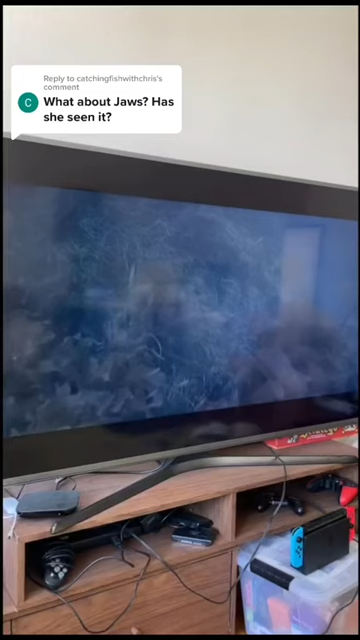 Reply to catchingfishwithchris's
comment
C
What about Jaws? Has
she seen it?